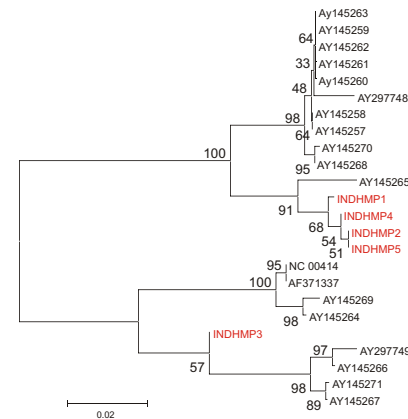 Ay145263
AY145259
64
AY145262
33
AY145261
Ay145260
48
AY297748
98
AY145258
64
AY145257
100
AY145270
95
AY145268
AY145265
91
INDHMP1
68
INDHMP4
54
INDHMP2
51
INDHMP5
95
NC 00414
100
AF371337
AY145269
98
AY145264
INDHMP3
57
97
AY297749
AY145266
98
AY145271
89
AY145267
0.02